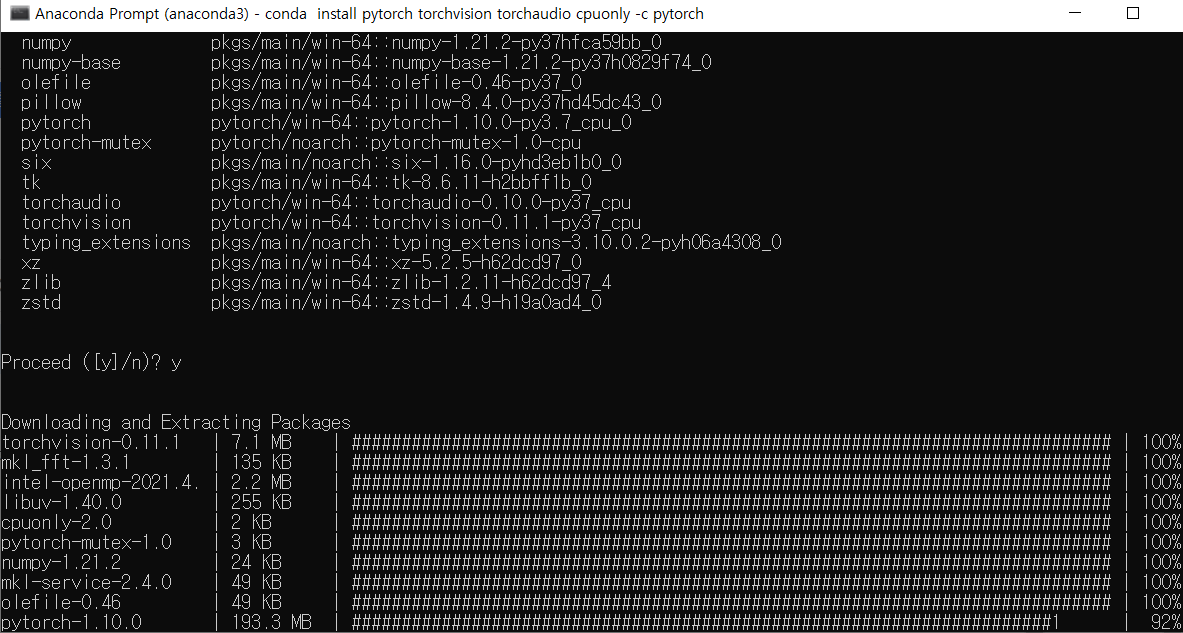 Anaconda Prompt (anaconda3) - conda  install pytorch torchvision torchaudio cpuonly -c pytorch
numpy              pkgs/main/win-64::numpy-1.21.2-py37hfca59bb_0
numpy-base         pkgs/main/win-64::numpy-base-1.21.2-py37h0829f74_0
olefile            pkgs/main/win-64::olefile-0.46-py37_0
pillow             pkgs/main/win-64::pillow-8.4.0-py37hd45dc43_0
pytorch            pytorch/win-64::pytorch-1.10.0-py3.7_cpu_0
pytorch-mutex      pytorch/noarch::pytorch-mutex-1.0-cpu
six                pkgs/main/noarch::six-1.16.0-pyhd3eb1b0_0
tk                 pkgs/main/win-64::tk-8.6.11-h2bbff1b_0
torchaudio         pytorch/win-64::torchaudio-0.10.0-py37_cpu
torchvision        pytorch/win-64::torchvision-0.11.1-py37_cpu
typing_extensions  pkgs/main/noarch::typing_extensions-3.10.0.2-pyh06a4308_0
xz                 pkgs/main/win-64::xz-5.2.5-h62dcd97_0
zlib               pkgs/main/win-64::zlib-1.2.11-h62dcd97_4
zstd               pkgs/main/win-64::zstd-1.4.9-h19a0ad4_0
Proceed ([y]/n)? y
Downloading and Extracting Packages
torchvision-0.11.1   | 7.1 MB    | ############################################################################ | 100%
mkl_fft-1.3.1        | 135 KB    | ############################################################################ | 100%
intel-openmp-2021.4. | 2.2 MB    | ############################################################################ | 100%
libuv-1.40.0         | 255 KB    | ############################################################################ | 100%
cpuonly-2.0          | 2 KB      | ############################################################################ | 100%
pytorch-mutex-1.0    | 3 KB      | ############################################################################ | 100%
numpy-1.21.2         | 24 KB     | ############################################################################ | 100%
mkl-service-2.4.0    | 49 KB     | ############################################################################ | 100%
olefile-0.46         | 49 KB     | ############################################################################ | 100%
pytorch-1.10.0       | 193.3 MB  | ######################################################################1      |  92%